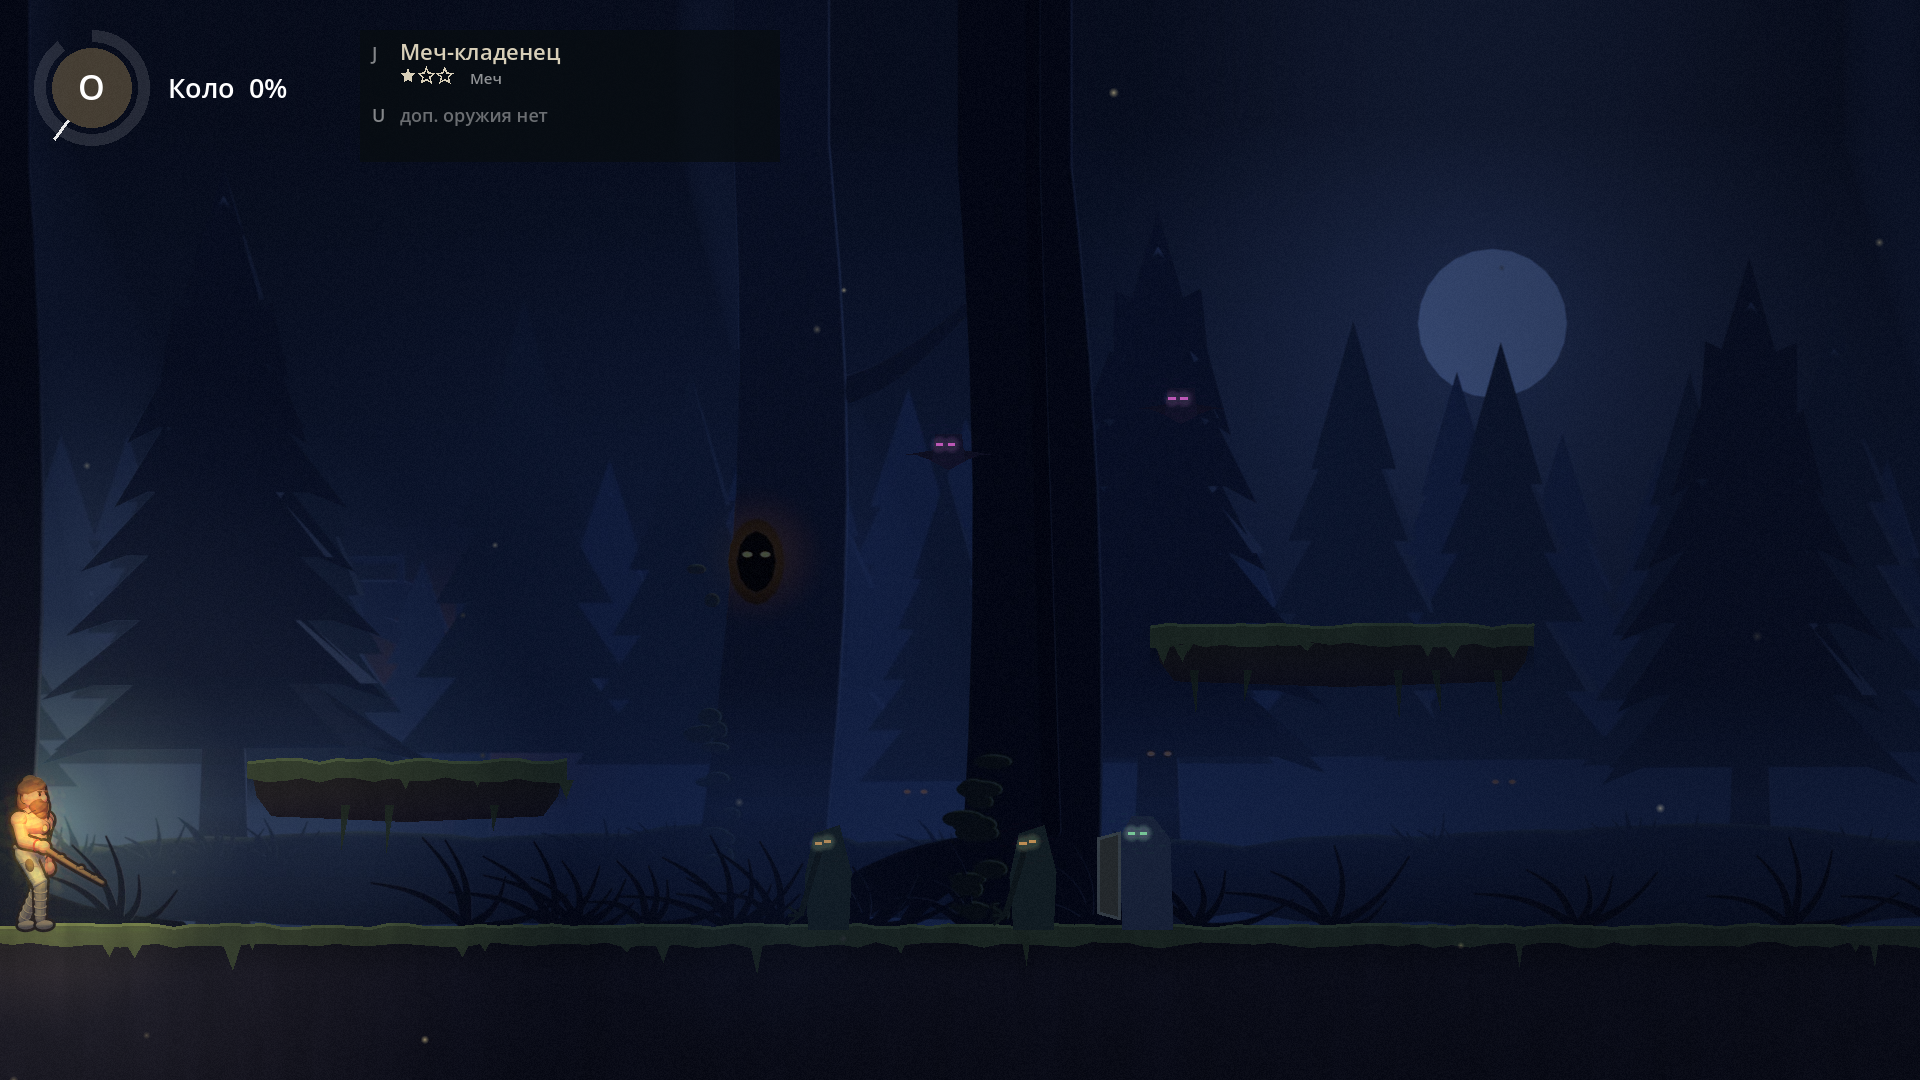 О
Коло 0%
J Меч-кладенец
★☆☆ Меч
U доп. оружия нет